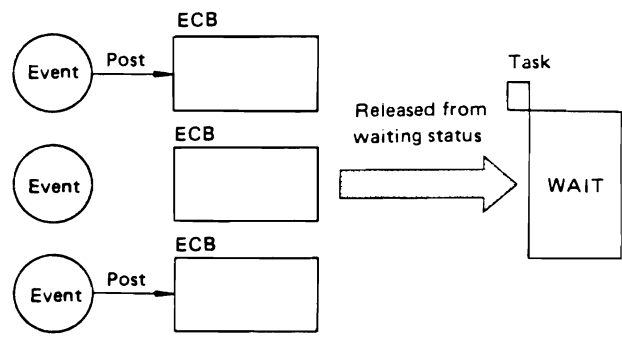 ECB
Event
Post
Task
Released from
waiting status
ECB
Event
WAIT
ECB
Event
Post